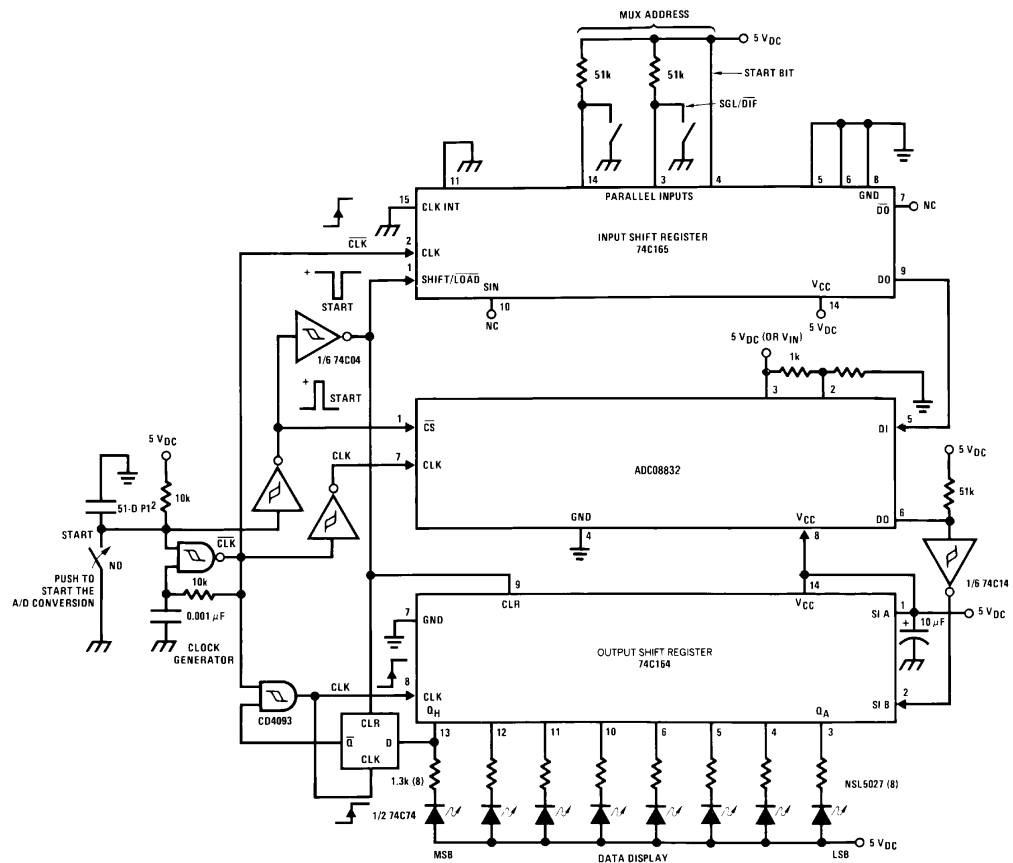 MUX ADDRESS
5 VDC
51k
51k
START BIT
SGL/DIF
11
14
3
4
5
6
8
GND
15
CLK INT
PARALLEL INPUTS
DO
7
NC
CLK
2
CLK
INPUT SHIFT REGISTER
74C165
1
SHIFT/LOAD
SIN
VCC
DO
9
+
START
10
NC
14
5 VDC
1/6 74C04
5 VDC (OR VIN)
1k
+
START
3
2
1
CS
DI
5
CLK
7
CLK
ADC08832
5 VDC
5 VDC
10k
51-D P1²
51k
GND
4
VCC
8
DO
6
START
CLK
NO
PUSH TO
START THE
A/D CONVERSION
10k
0.001 µF
CLOCK
GENERATOR
1/6 74C14
9
CLR
14
VCC
7
GND
SI A
1
10 µF
+
5 VDC
OUTPUT SHIFT REGISTER
74C164
CLK
8
CLK
SI B
2
CD4093
QH
QA
CLR
Q
D
CLK
13
12
11
10
6
5
4
3
1.3k (8)
NSL5027 (8)
1/2 74C74
5 VDC
MSB
DATA DISPLAY
LSB